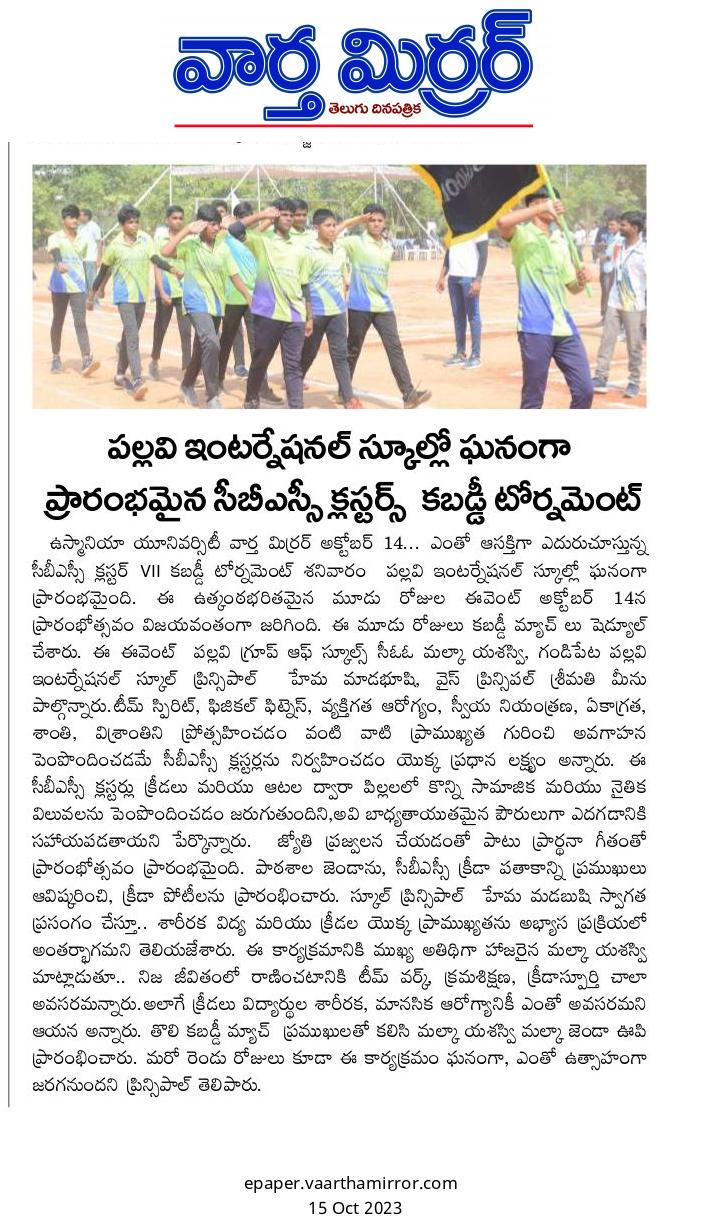 వార్త మిర్రర్
తెలుగు దినపత్రిక
పల్లవి ఇంటర్నేషనల్ స్కూల్లో ఘనంగా
ప్రారంభమైన సీబీఎస్సీ క్లస్టర్స్ కబడ్డీ టోర్నమెంట్
ఉస్మానియా యూనివర్సిటీ వార్త మిర్రర్ అక్టోబర్ 14... ఎంతో ఆసక్తిగా ఎదురుచూస్తున్న
సీబీఎస్సీ క్లస్టర్ VII కబడ్డీ టోర్నమెంట్ శనివారం పల్లవి ఇంటర్నేషనల్ స్కూల్లో ఘనంగా
ప్రారంభమైంది. ఈ ఉత్కంఠభరితమైన మూడు రోజుల ఈవెంట్ అక్టోబర్ 14న
ప్రారంభోత్సవం విజయవంతంగా జరిగింది. ఈ మూడు రోజులు కబడ్డీ మ్యాచ్ లు షెడ్యూల్
చేశారు. ఈ ఈవెంట్ పల్లవి గ్రూప్ ఆఫ్ స్కూల్స్ సీఓఓ మల్కా యశస్వి, గండిపేట పల్లవి
ఇంటర్నేషనల్ స్కూల్ ప్రిన్సిపాల్ హేమ మాడభూషి, వైస్ ప్రిన్సిపల్ శ్రీమతి మీను
పాల్గొన్నారు.టీమ్ స్పిరిట్, ఫిజికల్ ఫిట్నెస్, వ్యక్తిగత ఆరోగ్యం, స్వీయ నియంత్రణ, ఏకాగ్రత,
శాంతి, విశ్రాంతిని ప్రోత్సహించడం వంటి వాటి ప్రాముఖ్యత గురించి అవగాహన
పెంపొందించడమే సీబీఎస్సీ క్లస్టర్లను నిర్వహించడం యొక్క ప్రధాన లక్ష్యం అన్నారు. ఈ
సీబీఎస్సీ క్లస్టర్లు క్రీడలు మరియు ఆటల ద్వారా పిల్లలలో కొన్ని సామాజిక మరియు నైతిక
విలువలను పెంపొందించడం జరుగుతుందిని,అవి బాధ్యతాయుతమైన పౌరులుగా ఎదగడానికి
సహాయపడతాయని పేర్కొన్నారు. జ్యోతి ప్రజ్వలన చేయడంతో పాటు ప్రార్థనా గీతంతో
ప్రారంభోత్సవం ప్రారంభమైంది. పాఠశాల జెండాను, సీబీఎస్సీ క్రీడా పతాకాన్ని ప్రముఖులు
ఆవిష్కరించి, క్రీడా పోటీలను ప్రారంభించారు. స్కూల్ ప్రిన్సిపాల్ హేమ మడబుషి స్వాగత
ప్రసంగం చేస్తూ.. శారీరక విద్య మరియు క్రీడల యొక్క ప్రాముఖ్యతను అభ్యాస ప్రక్రియలో
అంతర్భాగమని తెలియజేశారు. ఈ కార్యక్రమానికి ముఖ్య అతిథిగా హాజరైన మల్కా యశస్వి
మాట్లాడుతూ.. నిజ జీవితంలో రాణించటానికి టీమ్ వర్క్, క్రమశిక్షణ, క్రీడాస్ఫూర్తి చాలా
అవసరమన్నారు.అలాగే క్రీడలు విద్యార్థుల శారీరక, మానసిక ఆరోగ్యానికీ ఎంతో అవసరమని
ఆయన అన్నారు. తొలి కబడ్డీ మ్యాచ్ ప్రముఖులతో కలిసి మల్కా యశస్వి మల్కా జెండా ఊపి
ప్రారంభించారు. మరో రెండు రోజులు కూడా ఈ కార్యక్రమం ఘనంగా, ఎంతో ఉత్సాహంగా
జరగనుందని ప్రిన్సిపాల్ తెలిపారు.
epaper.vaarthamirror.com
15 Oct 2023